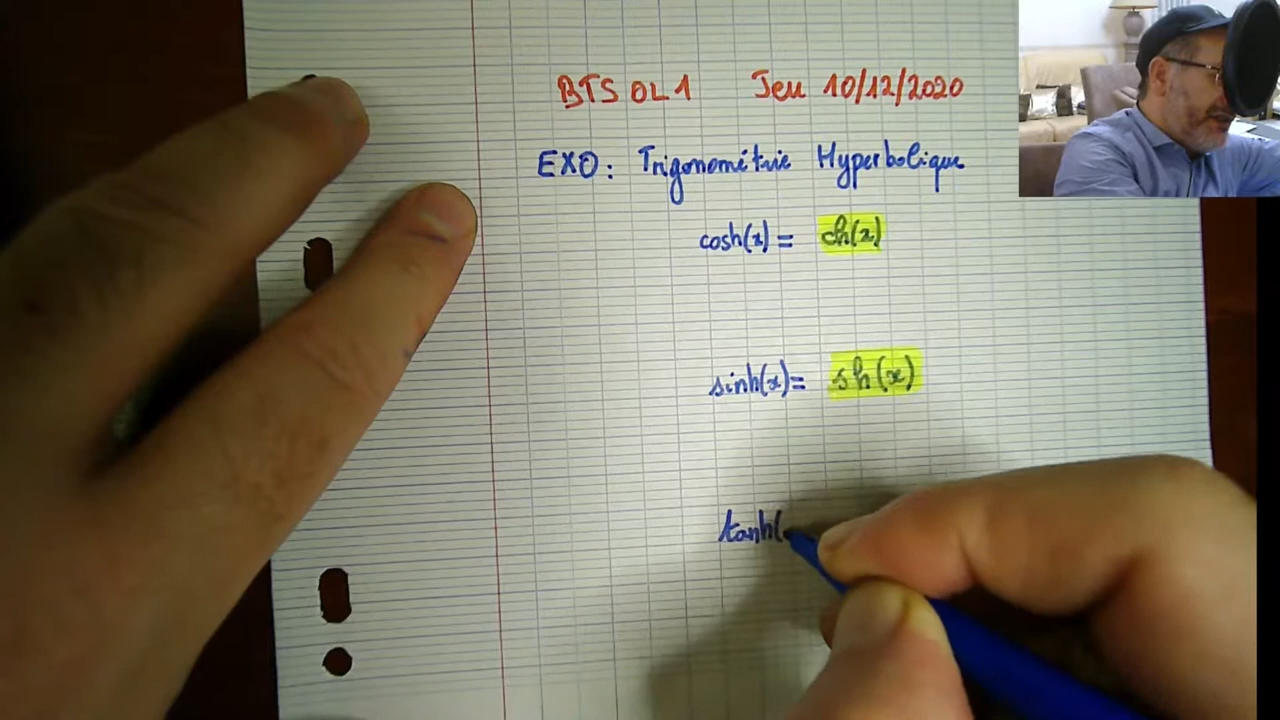 BTS OL1 Jeu 10/12/2020
EXO: Trigonométrie Hyperbolique
cosh(x) = ch(x)
sinh(x) = sh(x)
tanh(